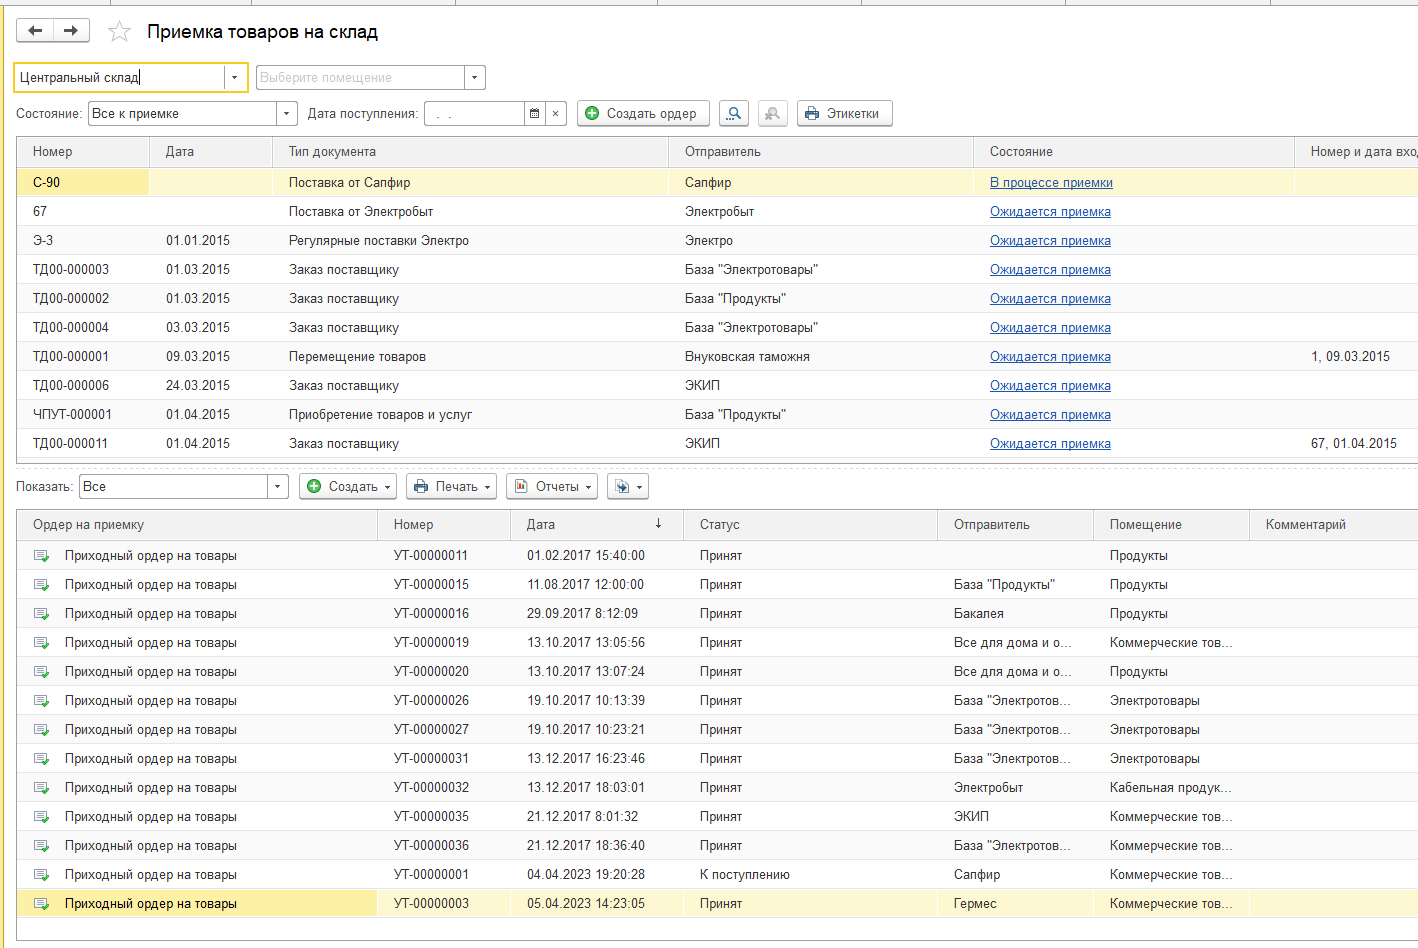 Приемка товаров на склад
Центральный склад Выберите помещение
Состояние: Все к приемке Дата поступления: . . Создать ордер Этикетки
Номер Дата Тип документа Отправитель Состояние Номер и дата вхо
С-90 Поставка от Сапфир Сапфир В процессе приемки
67 Поставка от Электробыт Электробыт Ожидается приемка
Э-3 01.01.2015 Регулярные поставки Электро Электро Ожидается приемка
ТД00-000003 01.03.2015 Заказ поставщику База "Электротовары" Ожидается приемка
ТД00-000002 01.03.2015 Заказ поставщику База "Продукты" Ожидается приемка
ТД00-000004 03.03.2015 Заказ поставщику База "Электротовары" Ожидается приемка
ТД00-000001 09.03.2015 Перемещение товаров Внуковская таможня Ожидается приемка 1, 09.03.2015
ТД00-000006 24.03.2015 Заказ поставщику ЭКИП Ожидается приемка
ЧПУТ-000001 01.04.2015 Приобретение товаров и услуг База "Продукты" Ожидается приемка
ТД00-000011 01.04.2015 Заказ поставщику ЭКИП Ожидается приемка 67, 01.04.2015
Показать: Все Создать Печать Отчеты
Ордер на приемку Номер Дата ↓ Статус Отправитель Помещение Комментарий
Приходный ордер на товары УТ-00000011 01.02.2017 15:40:00 Принят Продукты
Приходный ордер на товары УТ-00000015 11.08.2017 12:00:00 Принят База "Продукты" Продукты
Приходный ордер на товары УТ-00000016 29.09.2017 8:12:09 Принят Бакалея Продукты
Приходный ордер на товары УТ-00000019 13.10.2017 13:05:56 Принят Все для дома и о... Коммерческие тов...
Приходный ордер на товары УТ-00000020 13.10.2017 13:07:24 Принят Все для дома и о... Продукты
Приходный ордер на товары УТ-00000026 19.10.2017 10:13:39 Принят База "Электротов... Электротовары
Приходный ордер на товары УТ-00000027 19.10.2017 10:23:21 Принят База "Электротов... Электротовары
Приходный ордер на товары УТ-00000031 13.12.2017 16:23:46 Принят База "Электротов... Электротовары
Приходный ордер на товары УТ-00000032 13.12.2017 18:03:01 Принят Электробыт Кабельная продук...
Приходный ордер на товары УТ-00000035 21.12.2017 8:01:32 Принят ЭКИП Коммерческие тов...
Приходный ордер на товары УТ-00000036 21.12.2017 18:36:40 Принят База "Электротов... Коммерческие тов...
Приходный ордер на товары УТ-00000001 04.04.2023 19:20:28 К поступлению Сапфир Коммерческие тов...
Приходный ордер на товары УТ-00000003 05.04.2023 14:23:05 Принят Гермес Коммерческие тов...